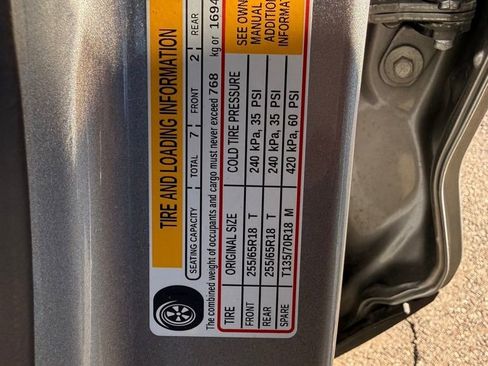 TIRE AND LOADING INFORMATION
SEATING CAPACITY TOTAL 7 FRONT 2 REAR
The combined weight of occupants and cargo must never exceed 768 kg or 1694
TIRE ORIGINAL SIZE COLD TIRE PRESSURE
FRONT 255/65R18 T 240 kPa, 35 PSI
REAR 255/65R18 T 240 kPa, 35 PSI
SPARE T135/70R18 M 420 kPa, 60 PSI
SEE OWN
MANUAL
ADDITION
INFORMA